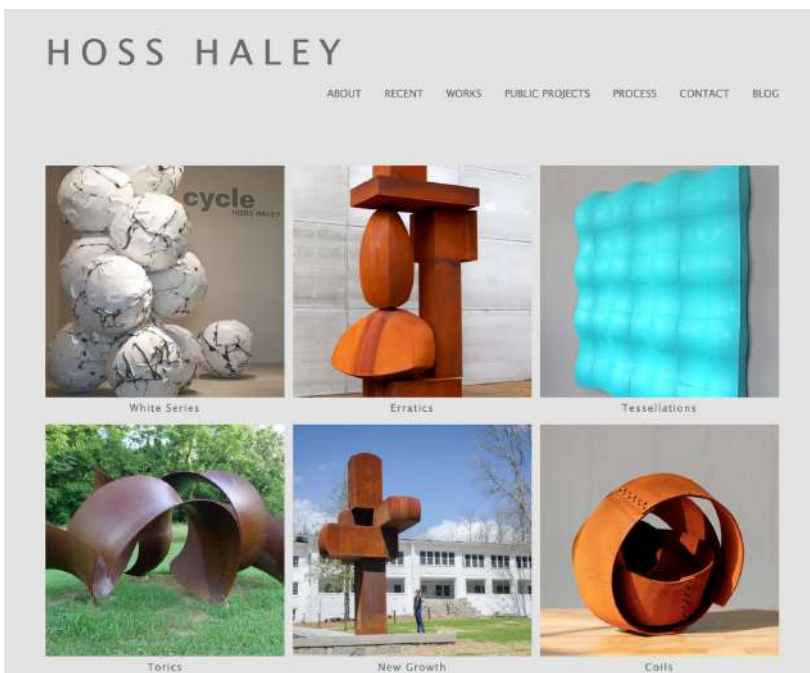 HOSS HALEY
ABOUT RECENT WORKS PUBLIC PROJECTS PROCESS CONTACT BLOG
cycle
HOSS HALEY
White Series Erratics Tessellations
Torics New Growth Coils